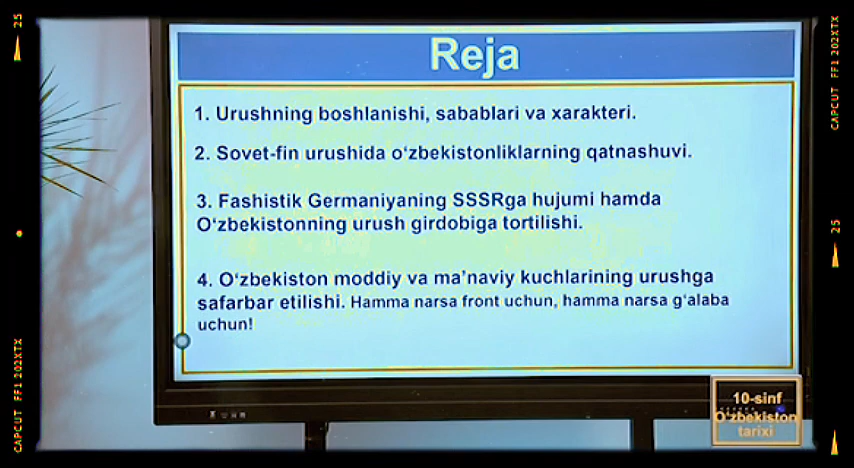 Reja
1. Urushning boshlanishi, sabablari va xarakteri.
2. Sovet-fin urushida o‘zbekistonliklarning qatnashuvi.
3. Fashistik Germaniyaning SSSRga hujumi hamda
O‘zbekistonning urush girdobiga tortilishi.
4. O‘zbekiston moddiy va ma’naviy kuchlarining urushga
safarbar etilishi. Hamma narsa front uchun, hamma narsa g‘alaba
uchun!
10-sinf
O‘zbekiston
tarixi
25
CAPCUT FF1 202XTX
CAPCUT FF1 202XTX
25